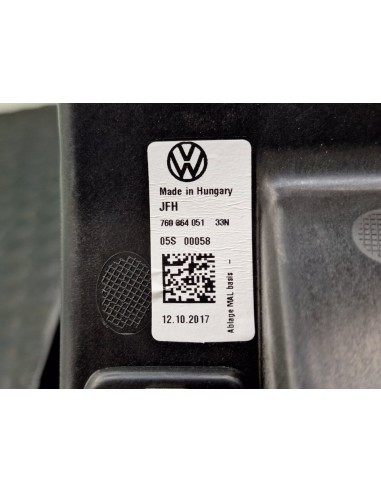 Made in Hungary
JFH
760 864 051 33N
05S 00058
12.10.2017
Ablage MAL basis -